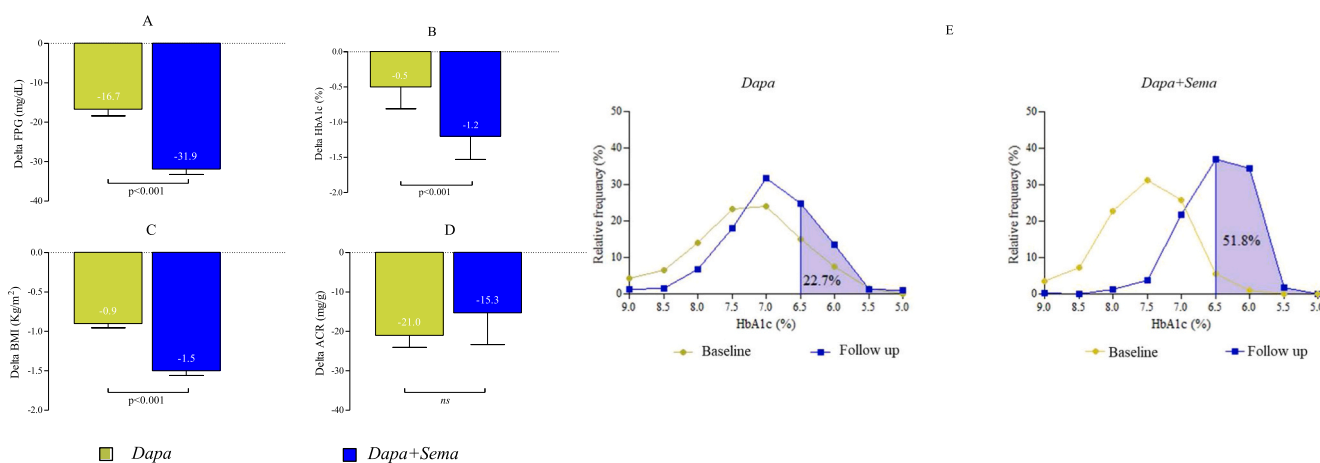 A
0
-10
-20
-30
-40
Delta FPG (mg/dL)
-16.7
-31.9
p<0.001
B
0.0
-0.5
-1.0
-1.5
-2.0
Delta HbA1c (%)
-0.5
-1.2
p<0.001
C
0.0
-0.5
-1.0
-1.5
-2.0
Delta BMI (Kg/m²)
-0.9
-1.5
p<0.001
D
0
-10
-20
-30
-40
Delta ACR (mg/g)
-21.0
-15.3
ns
Dapa
Dapa+Sema
E
Dapa
50
40
30
20
10
0
Relative frequency (%)
22.7%
9.0 8.5 8.0 7.5 7.0 6.5 6.0 5.5 5.0
HbA1c (%)
Baseline
Follow up
Dapa+Sema
50
40
30
20
10
0
Relative frequency (%)
51.8%
9.0 8.5 8.0 7.5 7.0 6.5 6.0 5.5
HbA1c (%)
Baseline
Follow up